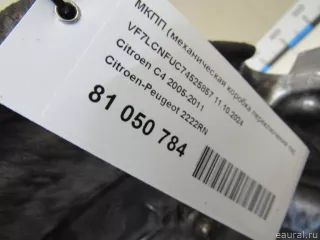 МКПП (механическая коробка переключения пе
VF7LCNFUC74525857 11.10.2024
Citroen C4 2005-2011
Citroen-Peugeot 2222RN
81 050 784
© eaural.ru